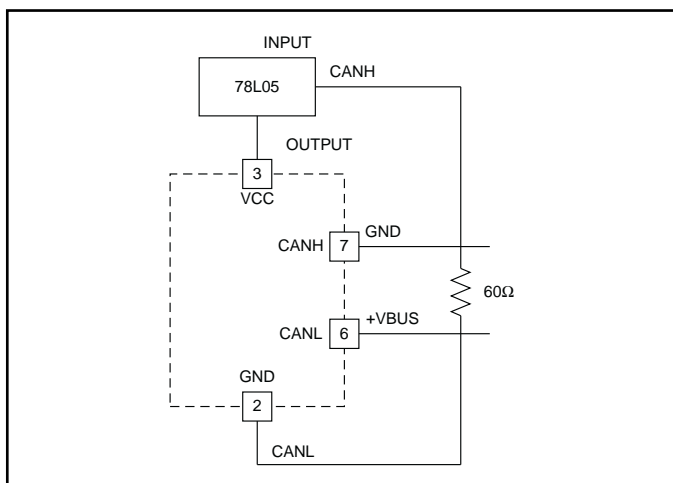 INPUT
CANH
78L05
OUTPUT
3
VCC
CANH 7 GND
60Ω
CANL 6 +VBUS
GND
2
CANL